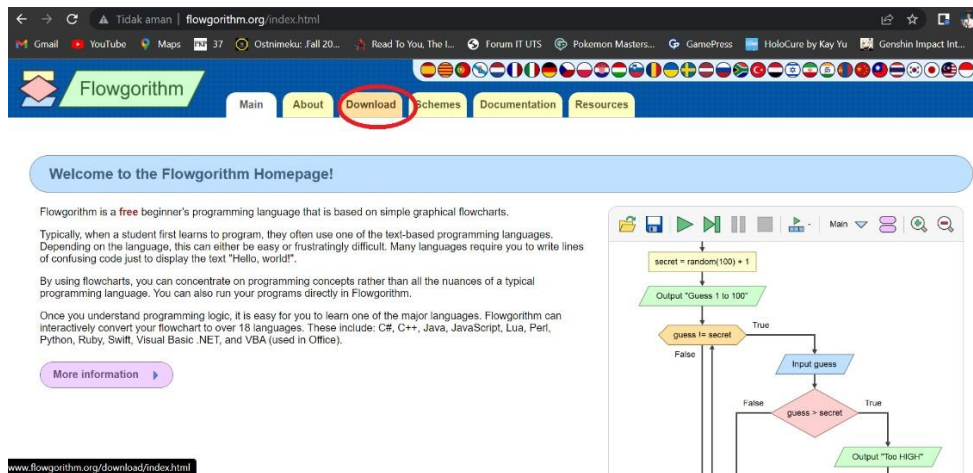 Tidak aman | flowgorithm.org/index.html
Gmail YouTube Maps 37 Ostnimeku: .Fall 20... Read To You, The I... Forum IT UTS Pokemon Masters... GamePress HoloCure by Kay Yu Genshin Impact Int...
Flowgorithm
Main About Download Schemes Documentation Resources
Welcome to the Flowgorithm Homepage!
Flowgorithm is a free beginner's programming language that is based on simple graphical flowcharts.
Typically, when a student first learns to program, they often use one of the text-based programming languages.
Depending on the language, this can either be easy or frustratingly difficult. Many languages require you to write lines
of confusing code just to display the text "Hello, world!".
By using flowcharts, you can concentrate on programming concepts rather than all the nuances of a typical
programming language. You can also run your programs directly in Flowgorithm.
Once you understand programming logic, it is easy for you to learn one of the major languages. Flowgorithm can
interactively convert your flowchart to over 18 languages. These include: C#, C++, Java, JavaScript, Lua, Perl,
Python, Ruby, Swift, Visual Basic .NET, and VBA (used in Office).
More information
Main
secret = random(100) + 1
Output "Guess 1 to 100"
guess != secret
True
False
Input guess
False
guess > secret
True
Output "Too HIGH"
www.flowgorithm.org/download/index.html